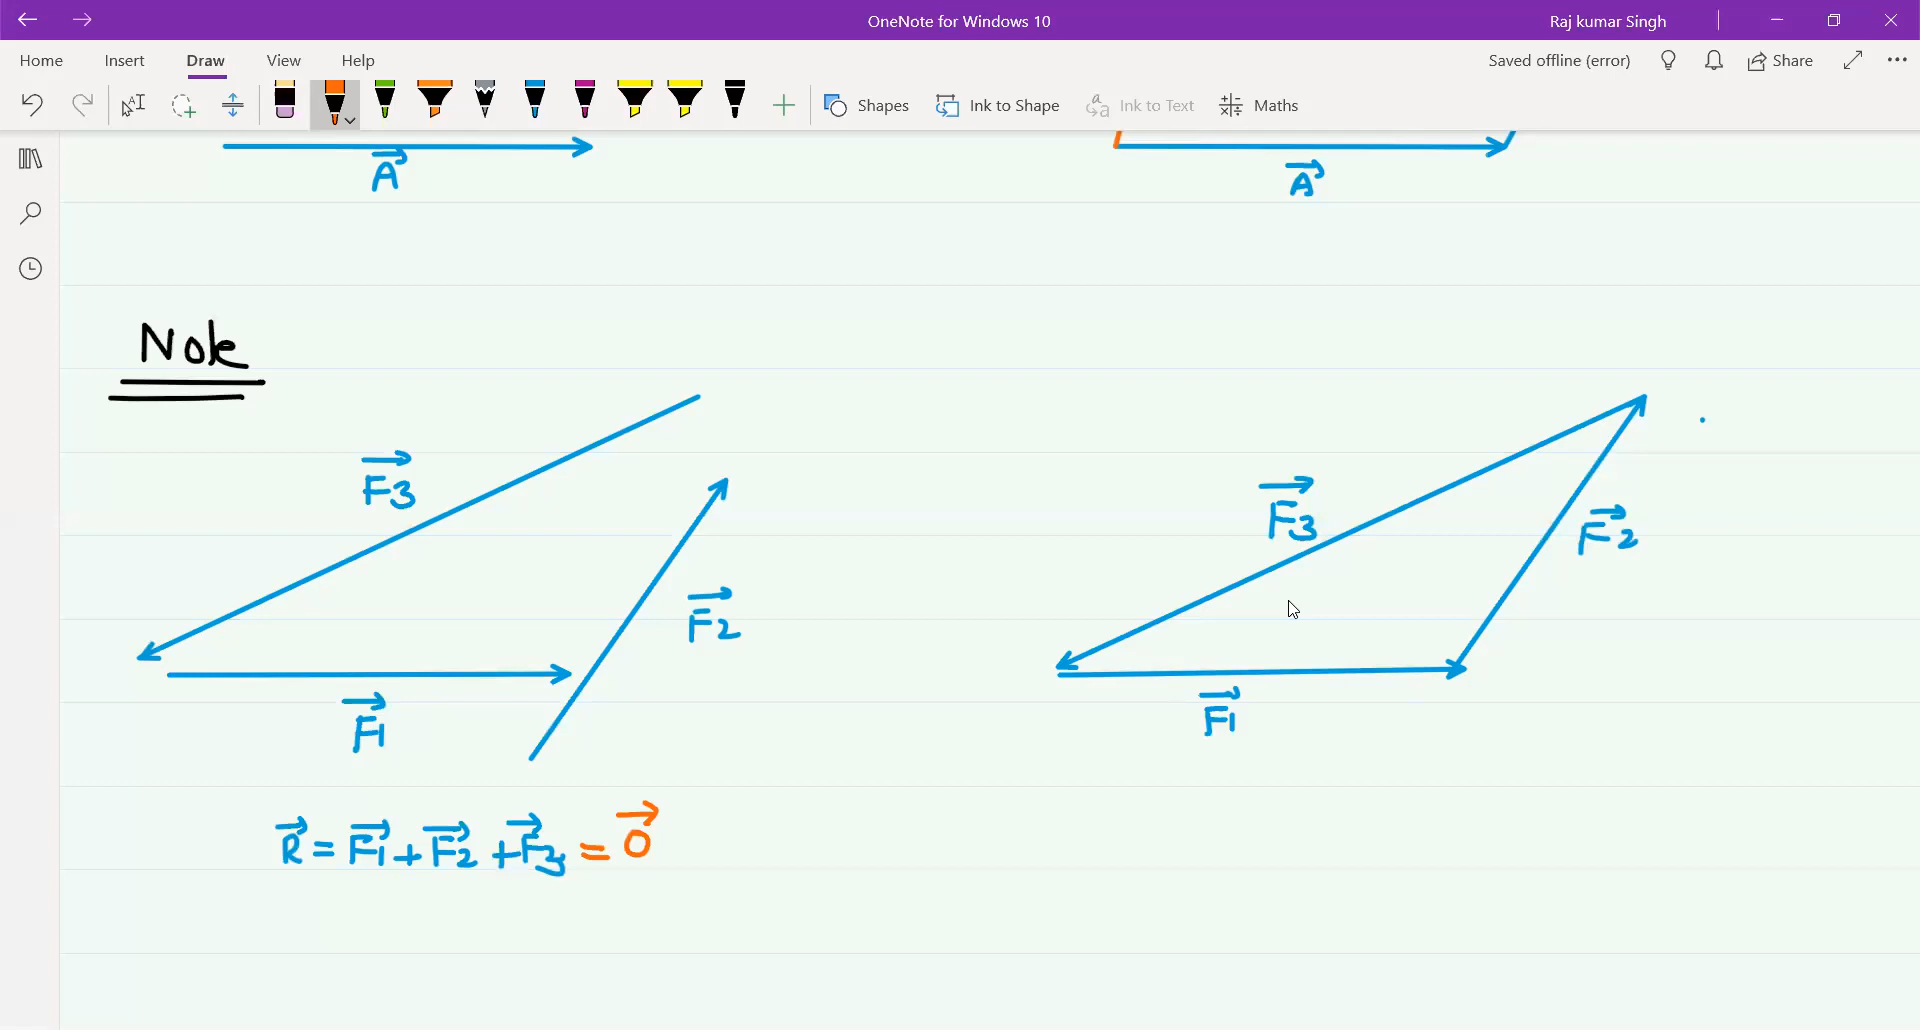 OneNote for Windows 10
Raj kumar Singh
Home Insert Draw View Help
Saved offline (error) Share
Shapes Ink to Shape Ink to Text Maths
A⃗ A⃗
Note
F⃗3 F⃗3
F⃗2 F⃗2
F⃗1 F⃗1
R⃗ = F⃗1 + F⃗2 + F⃗3 = 0⃗